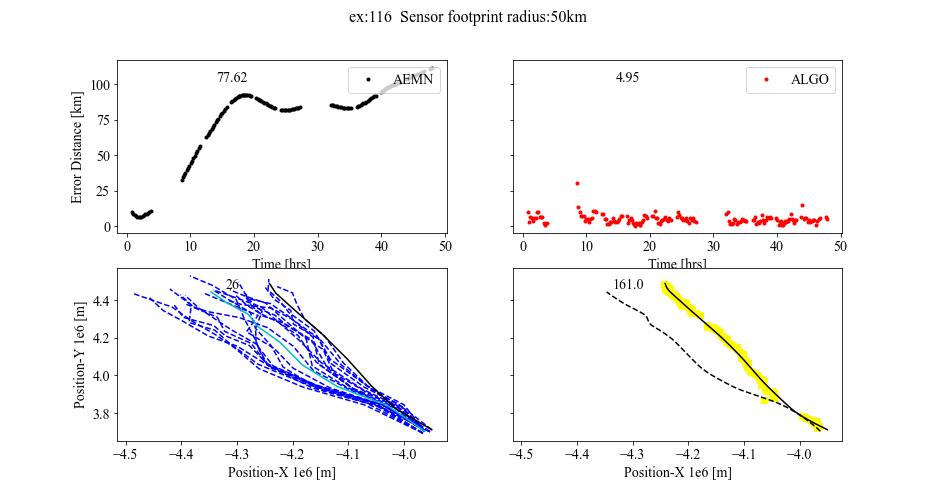 ex:116  Sensor footprint radius:50km
77.62
AEMN
Error Distance [km]
100
75
50
25
0
0 10 20 30 40 50
Time [hrs]
4.95
ALGO
0 10 20 30 40 50
Time [hrs]
26
Position-Y 1e6 [m]
4.4
4.2
4.0
3.8
−4.5 −4.4 −4.3 −4.2 −4.1 −4.0
Position-X 1e6 [m]
161.0
−4.5 −4.4 −4.3 −4.2 −4.1 −4.0
Position-X 1e6 [m]